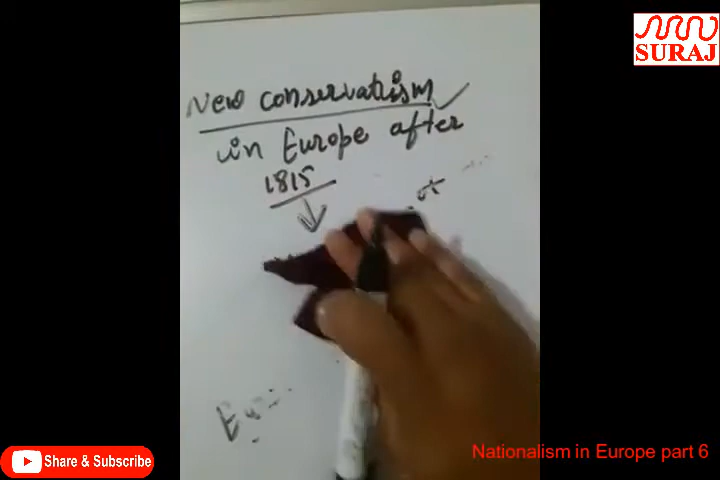 SURAJ
New conservatism
in Europe after
1815
Share & Subscribe
Nationalism in Europe part 6